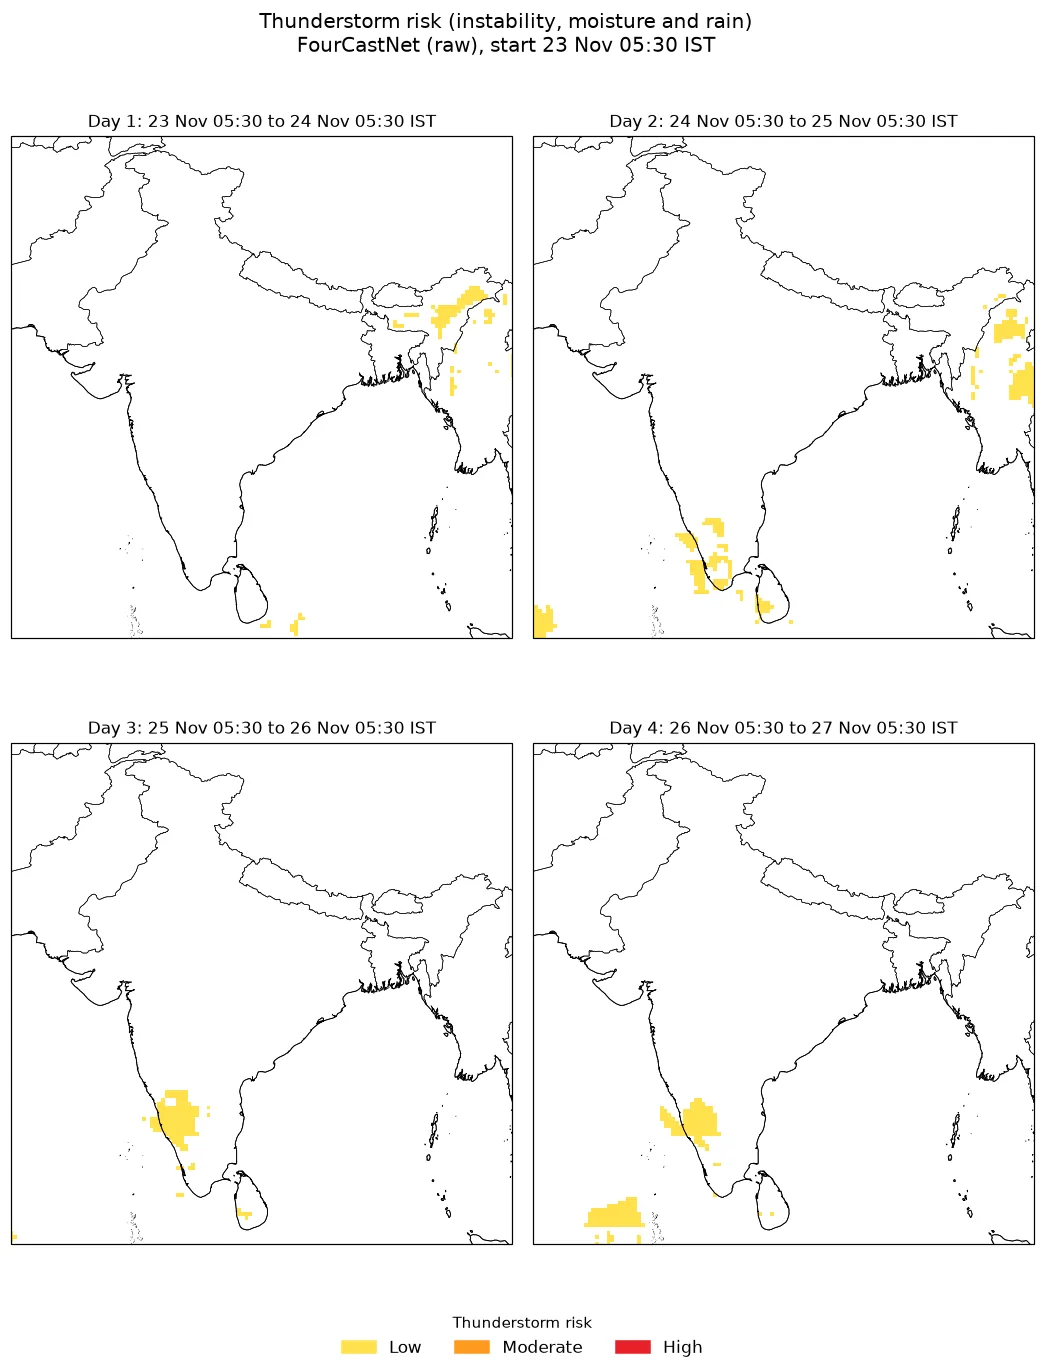 Thunderstorm risk (instability, moisture and rain)
FourCastNet (raw), start 23 Nov 05:30 IST
Day 1: 23 Nov 05:30 to 24 Nov 05:30 IST
Day 2: 24 Nov 05:30 to 25 Nov 05:30 IST
Day 3: 25 Nov 05:30 to 26 Nov 05:30 IST
Day 4: 26 Nov 05:30 to 27 Nov 05:30 IST
Thunderstorm risk
Low Moderate High